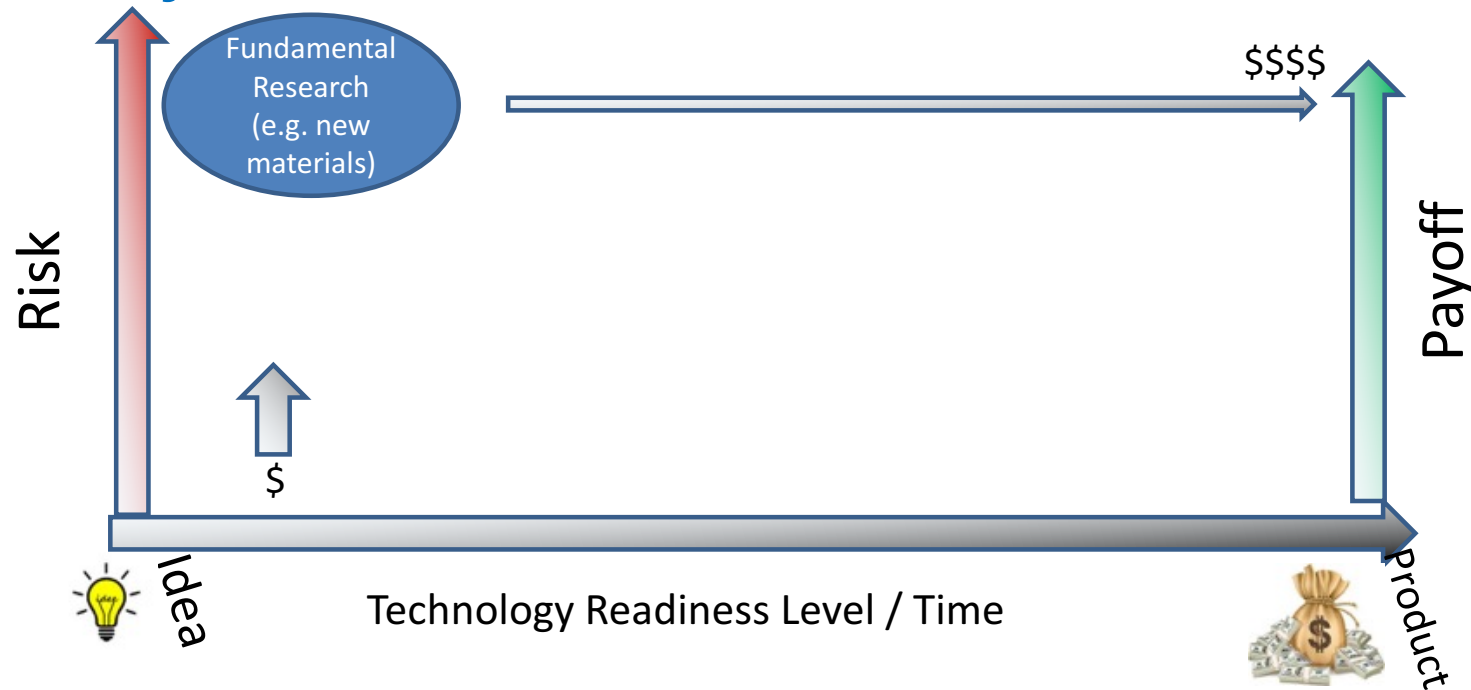 Fundamental
Research
(e.g. new
materials)
$$$$
Risk
Payoff
$
Idea
Technology Readiness Level / Time
$
Product